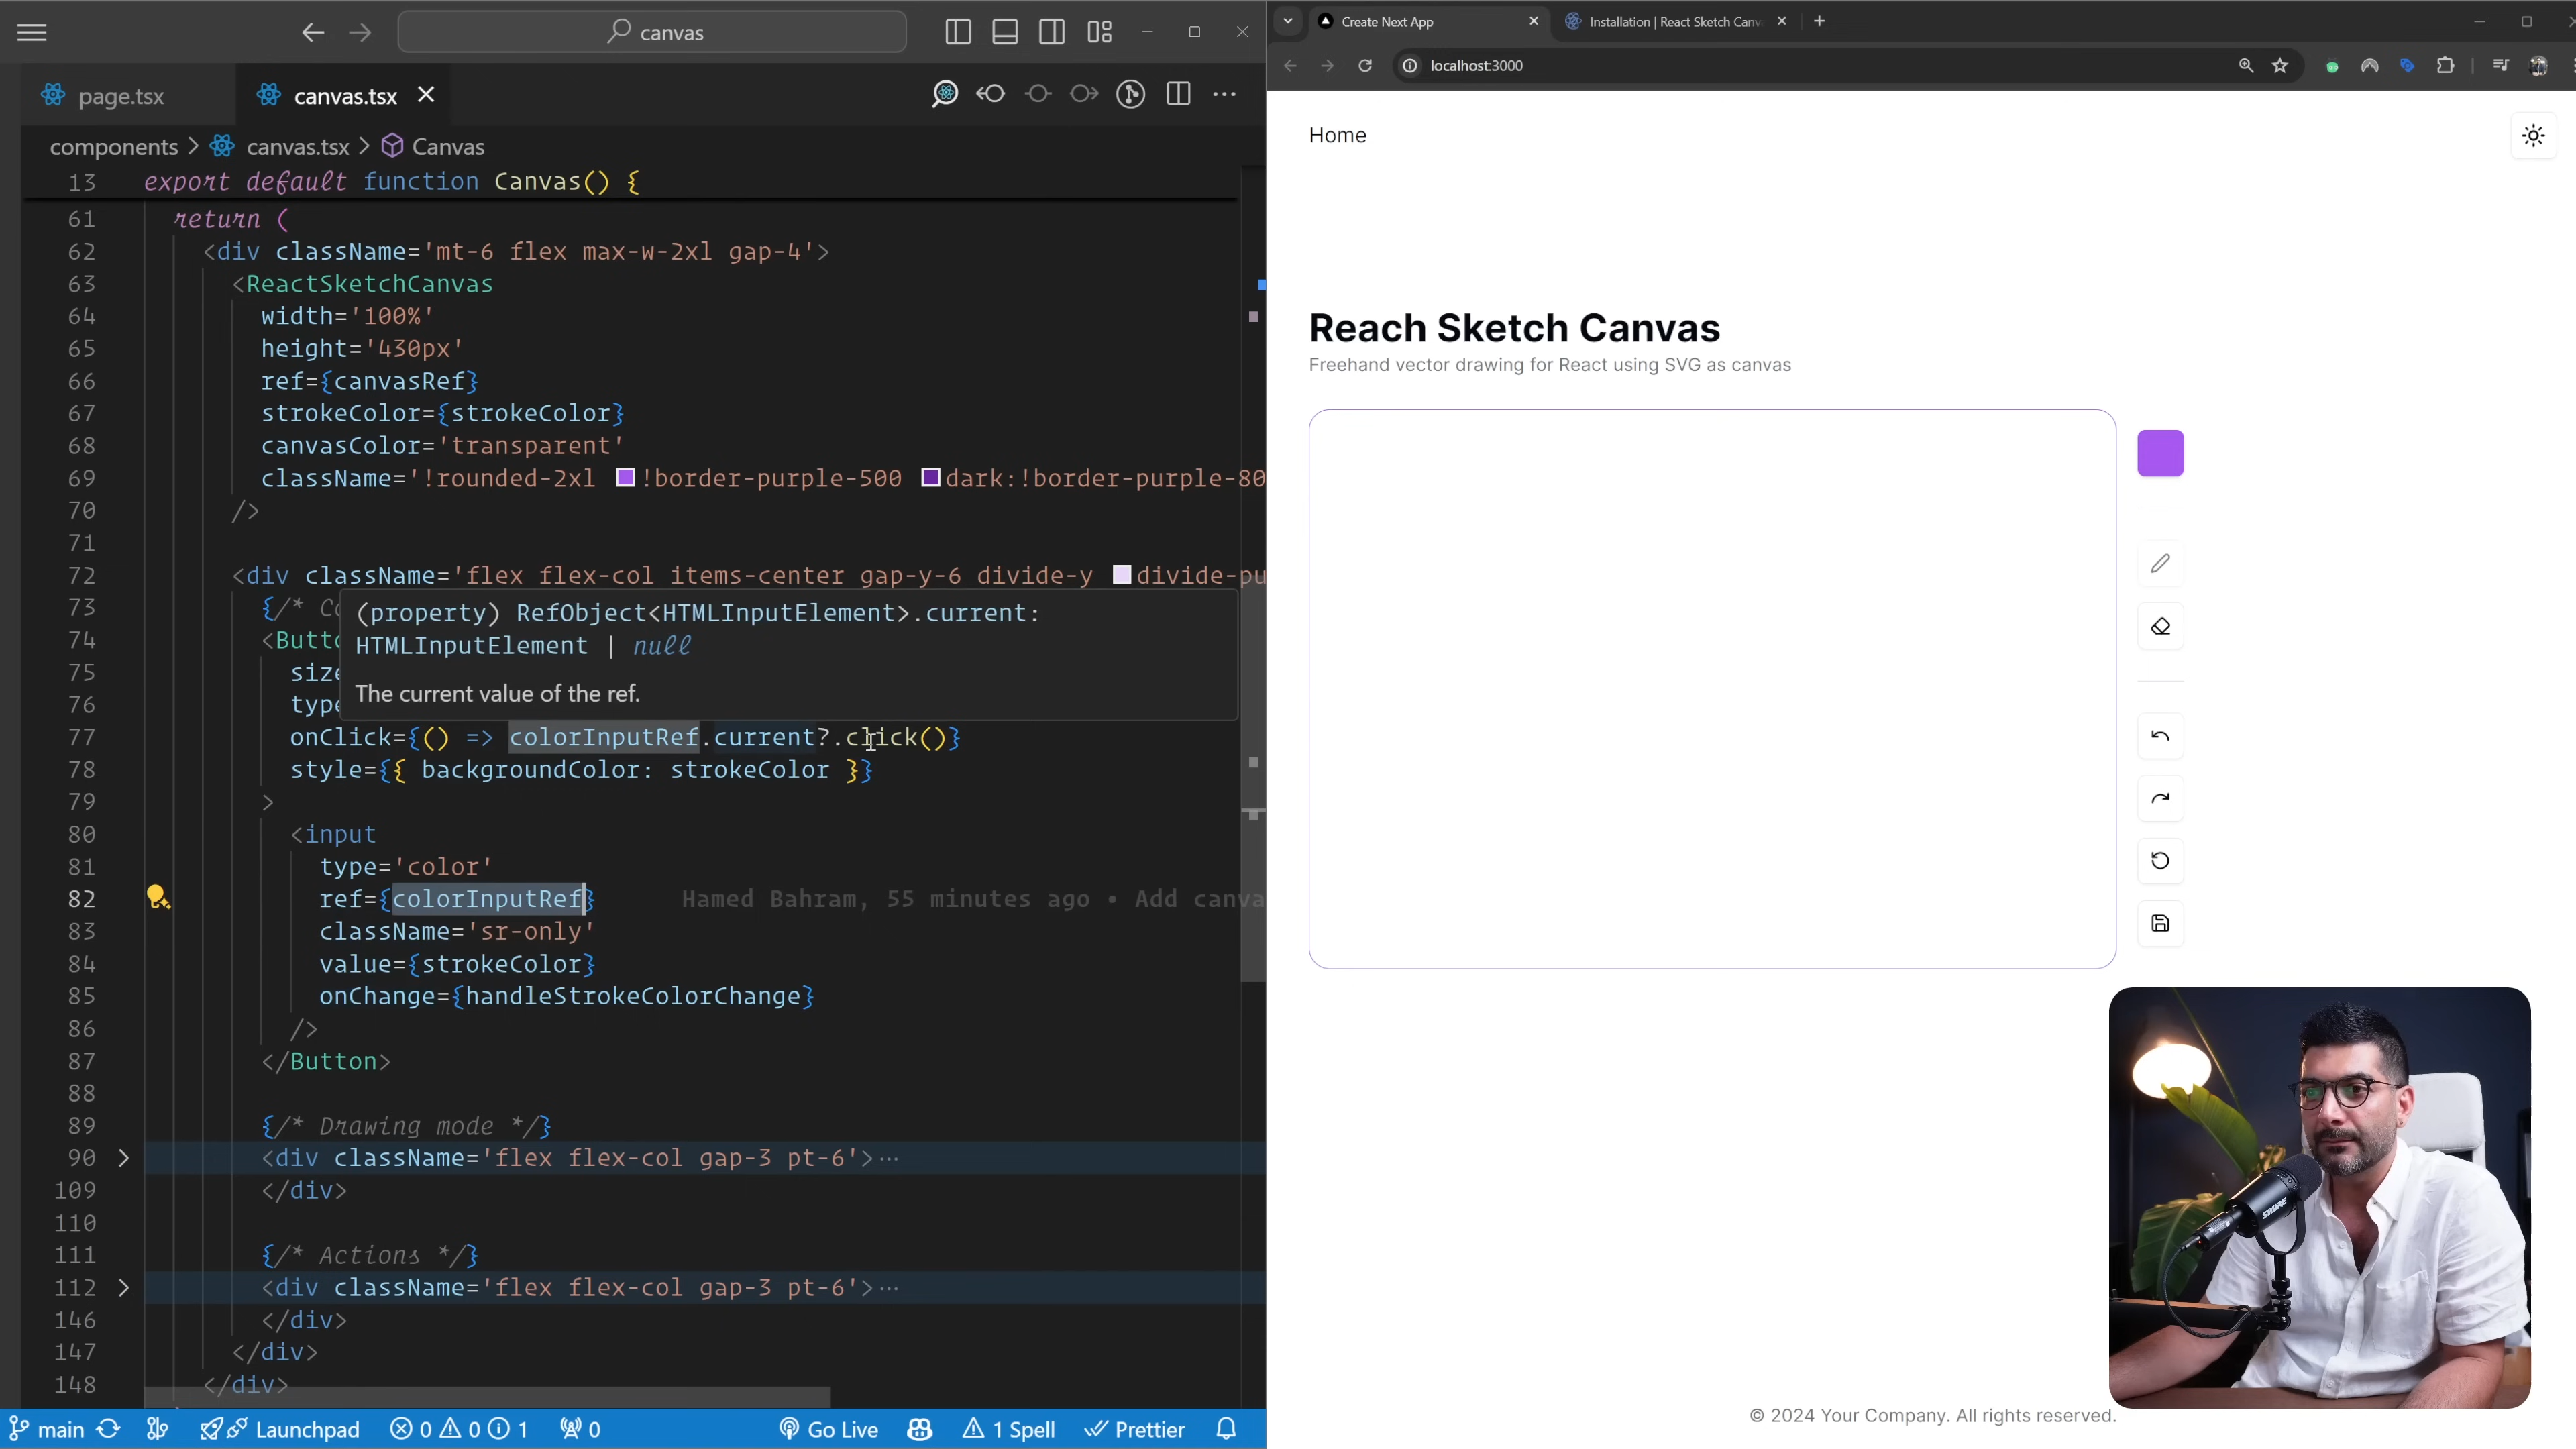 canvas
page.tsx
canvas.tsx
components > canvas.tsx > Canvas
13 export default function Canvas() {
61 return (
62 <div className='mt-6 flex max-w-2xl gap-4'>
63 <ReactSketchCanvas
64 width='100%'
65 height='430px'
66 ref={canvasRef}
67 strokeColor={strokeColor}
68 canvasColor='transparent'
69 className='!rounded-2xl !border-purple-500 dark:!border-purple-80
70 />
71
72 <div className='flex flex-col items-center gap-y-6 divide-y divide-pu
73 {/* Co
(property) RefObject<HTMLInputElement>.current:
HTMLInputElement | null
The current value of the ref.
74 <Butto
75 size
76 type
77 onClick={() => colorInputRef.current?.click()}
78 style={{ backgroundColor: strokeColor }}
79 >
80 <input
81 type='color'
82 ref={colorInputRef} Hamed Bahram, 55 minutes ago • Add canva
83 className='sr-only'
84 value={strokeColor}
85 onChange={handleStrokeColorChange}
86 />
87 </Button>
88
89 {/* Drawing mode */}
90 <div className='flex flex-col gap-3 pt-6'>···
109 </div>
110
111 {/* Actions */}
112 <div className='flex flex-col gap-3 pt-6'>···
146 </div>
147 </div>
148 </div>
main
Launchpad
0 0 1
0
Go Live
1 Spell
Prettier
Create Next App
Installation | React Sketch Canv
localhost:3000
Home
Reach Sketch Canvas
Freehand vector drawing for React using SVG as canvas
SHURE
© 2024 Your Company. All rights reserved.